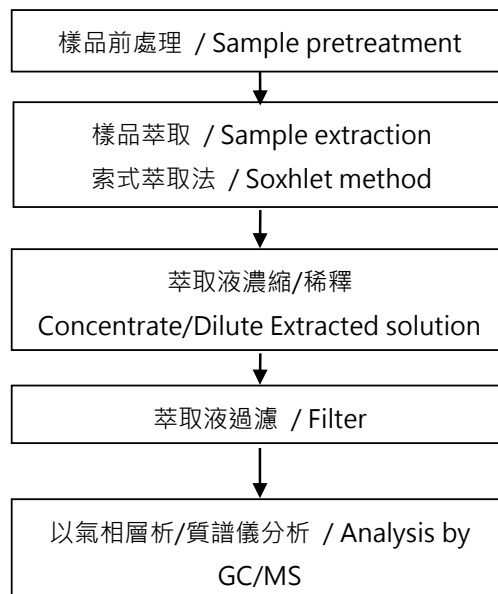 樣品前處理 / Sample pretreatment
樣品萃取 / Sample extraction
索式萃取法 / Soxhlet method
萃取液濃縮/稀釋
Concentrate/Dilute Extracted solution
萃取液過濾 / Filter
以氣相層析/質譜儀分析 / Analysis by
GC/MS